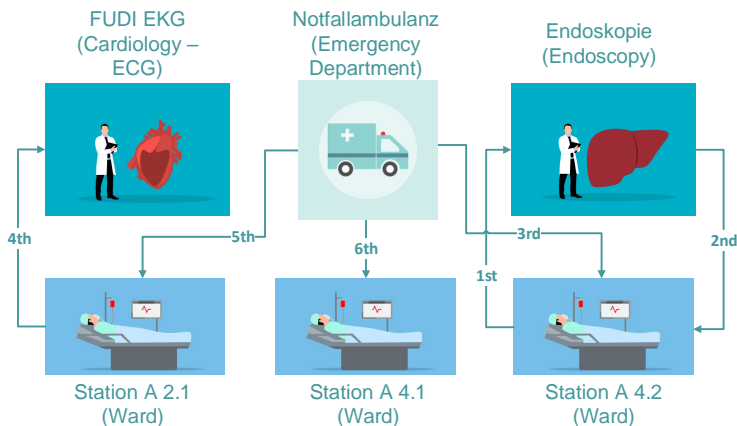 FUDI EKG
(Cardiology –
ECG)
Notfallambulanz
(Emergency
Department)
Endoskopie
(Endoscopy)
4th
5th
6th
3rd
1st
2nd
Station A 2.1
(Ward)
Station A 4.1
(Ward)
Station A 4.2
(Ward)